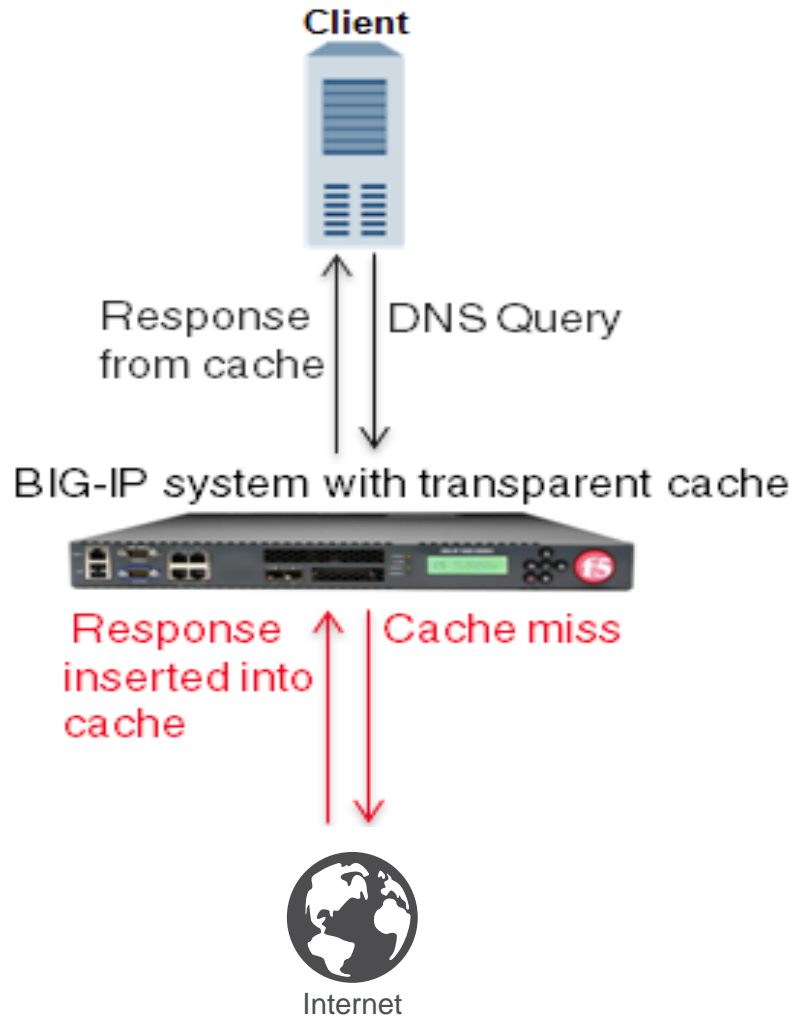 Client
Response
from cache
DNS Query
BIG-IP system with transparent cache
f5
Response
inserted into
cache
Cache miss
Internet